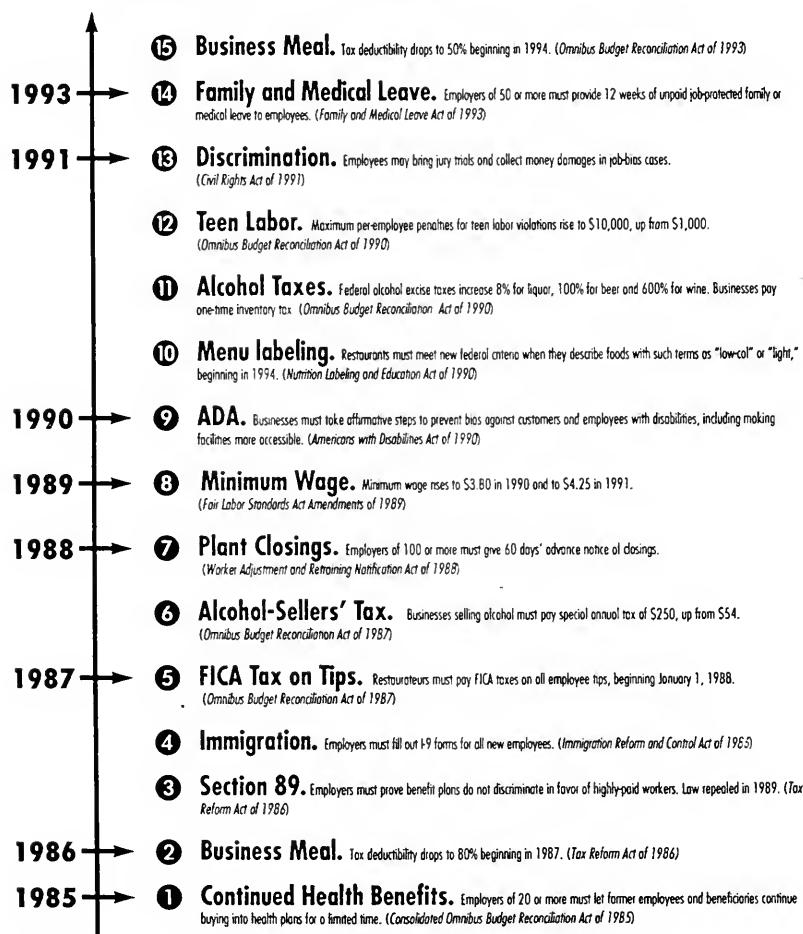 15 Business Meal. Tax deductibility drops to 50% beginning in 1994. (Omnibus Budget Reconciliation Act of 1993)
1993 14 Family and Medical Leave. Employers of 50 or more must provide 12 weeks of unpaid job-protected family or
medical leave to employees. (Family and Medical Leave Act of 1993)
1991 13 Discrimination. Employees may bring jury trials and collect money damages in job-bias cases.
(Civil Rights Act of 1991)
12 Teen Labor. Maximum per-employee penalties for teen labor violations rise to $10,000, up from $1,000.
(Omnibus Budget Reconciliation Act of 1990)
11 Alcohol Taxes. Federal alcohol excise taxes increase 8% for liquor, 100% for beer and 600% for wine. Businesses pay
one-time inventory tax (Omnibus Budget Reconciliation Act of 1990)
10 Menu labeling. Restaurants must meet new federal criteria when they describe foods with such terms as "low-cal" or "light,"
beginning in 1994. (Nutrition Labeling and Education Act of 1990)
1990 9 ADA. Businesses must take affirmative steps to prevent bias against customers and employees with disabilities, including making
facilities more accessible. (Americans with Disabilities Act of 1990)
1989 8 Minimum Wage. Minimum wage rises to $3.80 in 1990 and to $4.25 in 1991.
(Fair Labor Standards Act Amendments of 1989)
1988 7 Plant Closings. Employers of 100 or more must give 60 days' advance notice of closings.
(Worker Adjustment and Retraining Notification Act of 1988)
6 Alcohol-Sellers' Tax. Businesses selling alcohol must pay special annual tax of $250, up from $54.
(Omnibus Budget Reconciliation Act of 1987)
1987 5 FICA Tax on Tips. Restaurateurs must pay FICA taxes on all employee tips, beginning January 1, 1988.
(Omnibus Budget Reconciliation Act of 1987)
4 Immigration. Employers must fill out I-9 forms for all new employees. (Immigration Reform and Control Act of 1985)
3 Section 89. Employers must prove benefit plans do not discriminate in favor of highly-paid workers. Law repealed in 1989. (Tax
Reform Act of 1986)
1986 2 Business Meal. Tax deductibility drops to 80% beginning in 1987. (Tax Reform Act of 1986)
1985 1 Continued Health Benefits. Employers of 20 or more must let former employees and beneficiaries continue
buying into health plans for a limited time. (Consolidated Omnibus Budget Reconciliation Act of 1985)